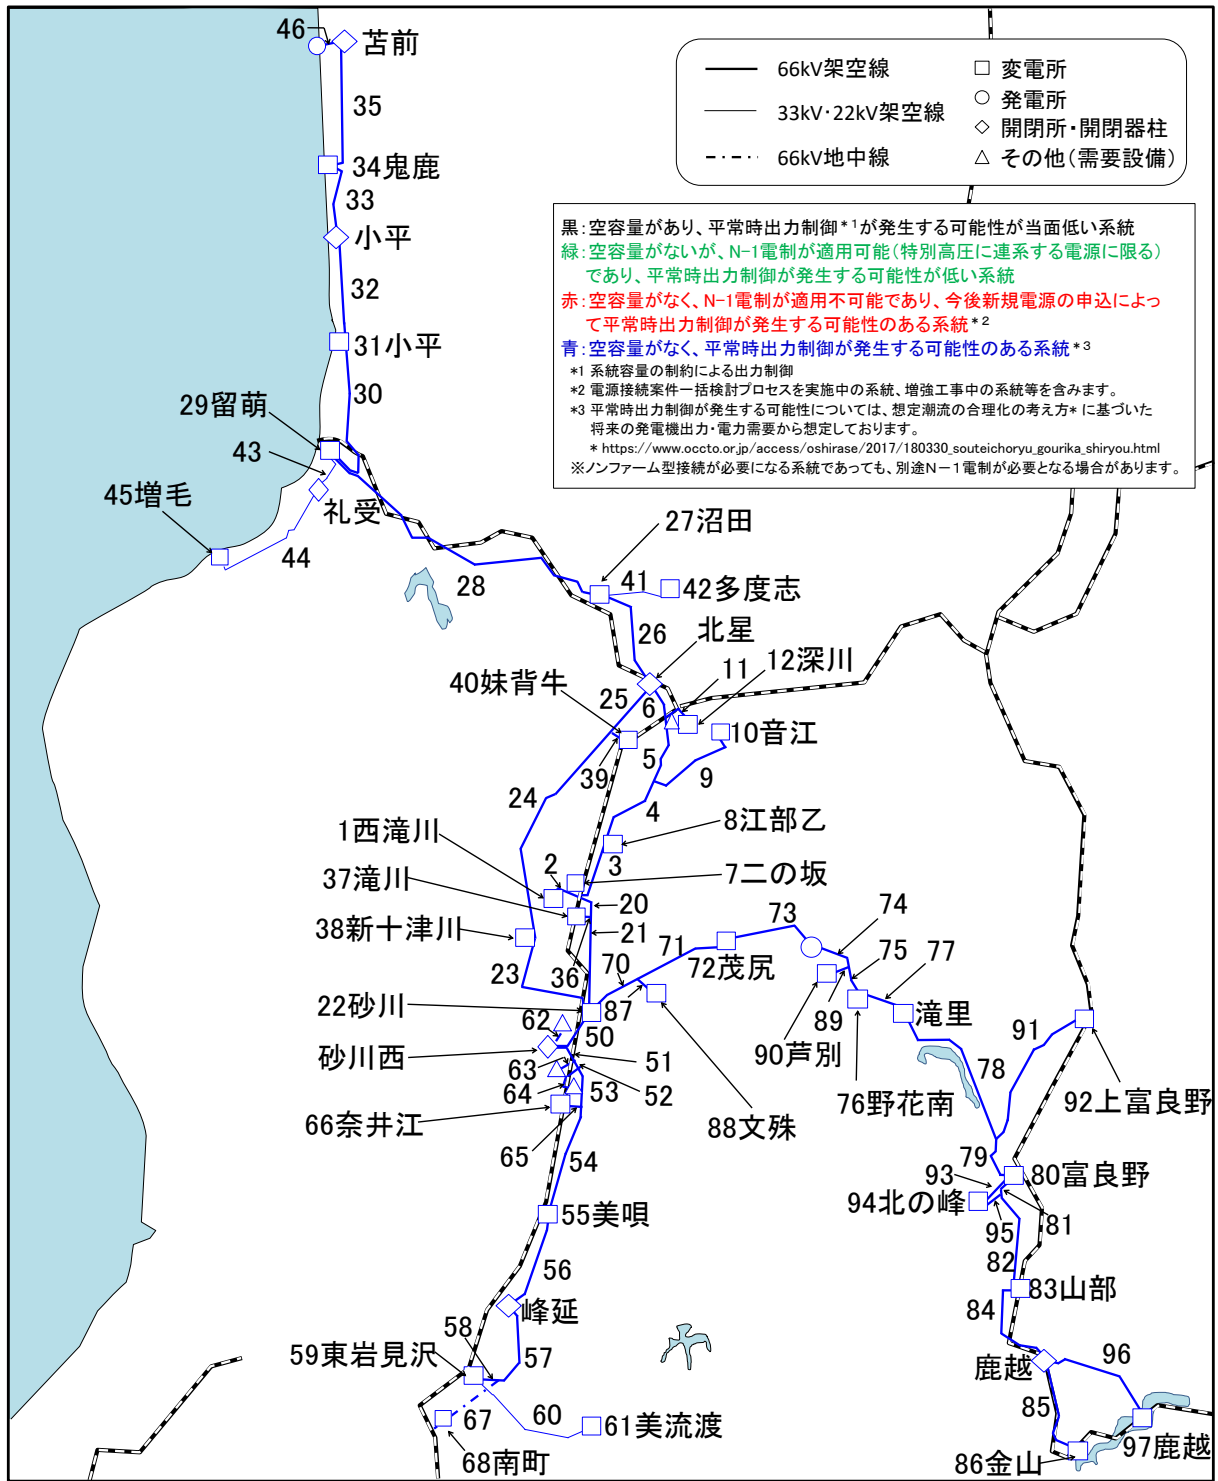 46
苫前
35
34鬼鹿
33
小平
32
31小平
30
29留萌
43
45増毛
礼受
44
28
66kV架空線
33kV・22kV架空線
66kV地中線
変電所
発電所
開閉所・開閉器柱
その他(需要設備)
黒:空容量があり、平常時出力制御*1が発生する可能性が当面低い系統
緑:空容量がないが、N-1電制が適用可能(特別高圧に連系する電源に限る)
であり、平常時出力制御が発生する可能性が低い系統
赤:空容量がなく、N-1電制が適用不可能であり、今後新規電源の申込によっ
て平常時出力制御が発生する可能性のある系統*2
青:空容量がなく、平常時出力制御が発生する可能性のある系統*3
*1 系統容量の制約による出力制御
*2 電源接続案件一括検討プロセスを実施中の系統、増強工事中の系統等を含みます。
*3 平常時出力制御が発生する可能性については、想定潮流の合理化の考え方* に基づいた
将来の発電機出力・電力需要から想定しております。
* https://www.occto.or.jp/access/oshirase/2017/180330_souteichoryu_gourika_shiryou.html
※ノンファーム型接続が必要になる系統であっても、別途N-1電制が必要となる場合があります。
27沼田
41
42多度志
26
北星
11
12深川
40妹背牛
25
6
10音江
39
5
9
24
4
1西滝川
8江部乙
2
3
37滝川
7二の坂
20
38新十津川
21
73
74
71
75
77
72茂尻
23
36
70
22砂川
87
89
滝里
62
50
90芦別
91
砂川西
51
63
78
64
53
52
76野花南
92上富良野
66奈井江
88文殊
65
54
79
93
80富良野
94北の峰
95
81
55美唄
82
56
83山部
84
峰延
58
59東岩見沢
57
鹿越
96
85
67
60
61美流渡
68南町
86金山
97鹿越